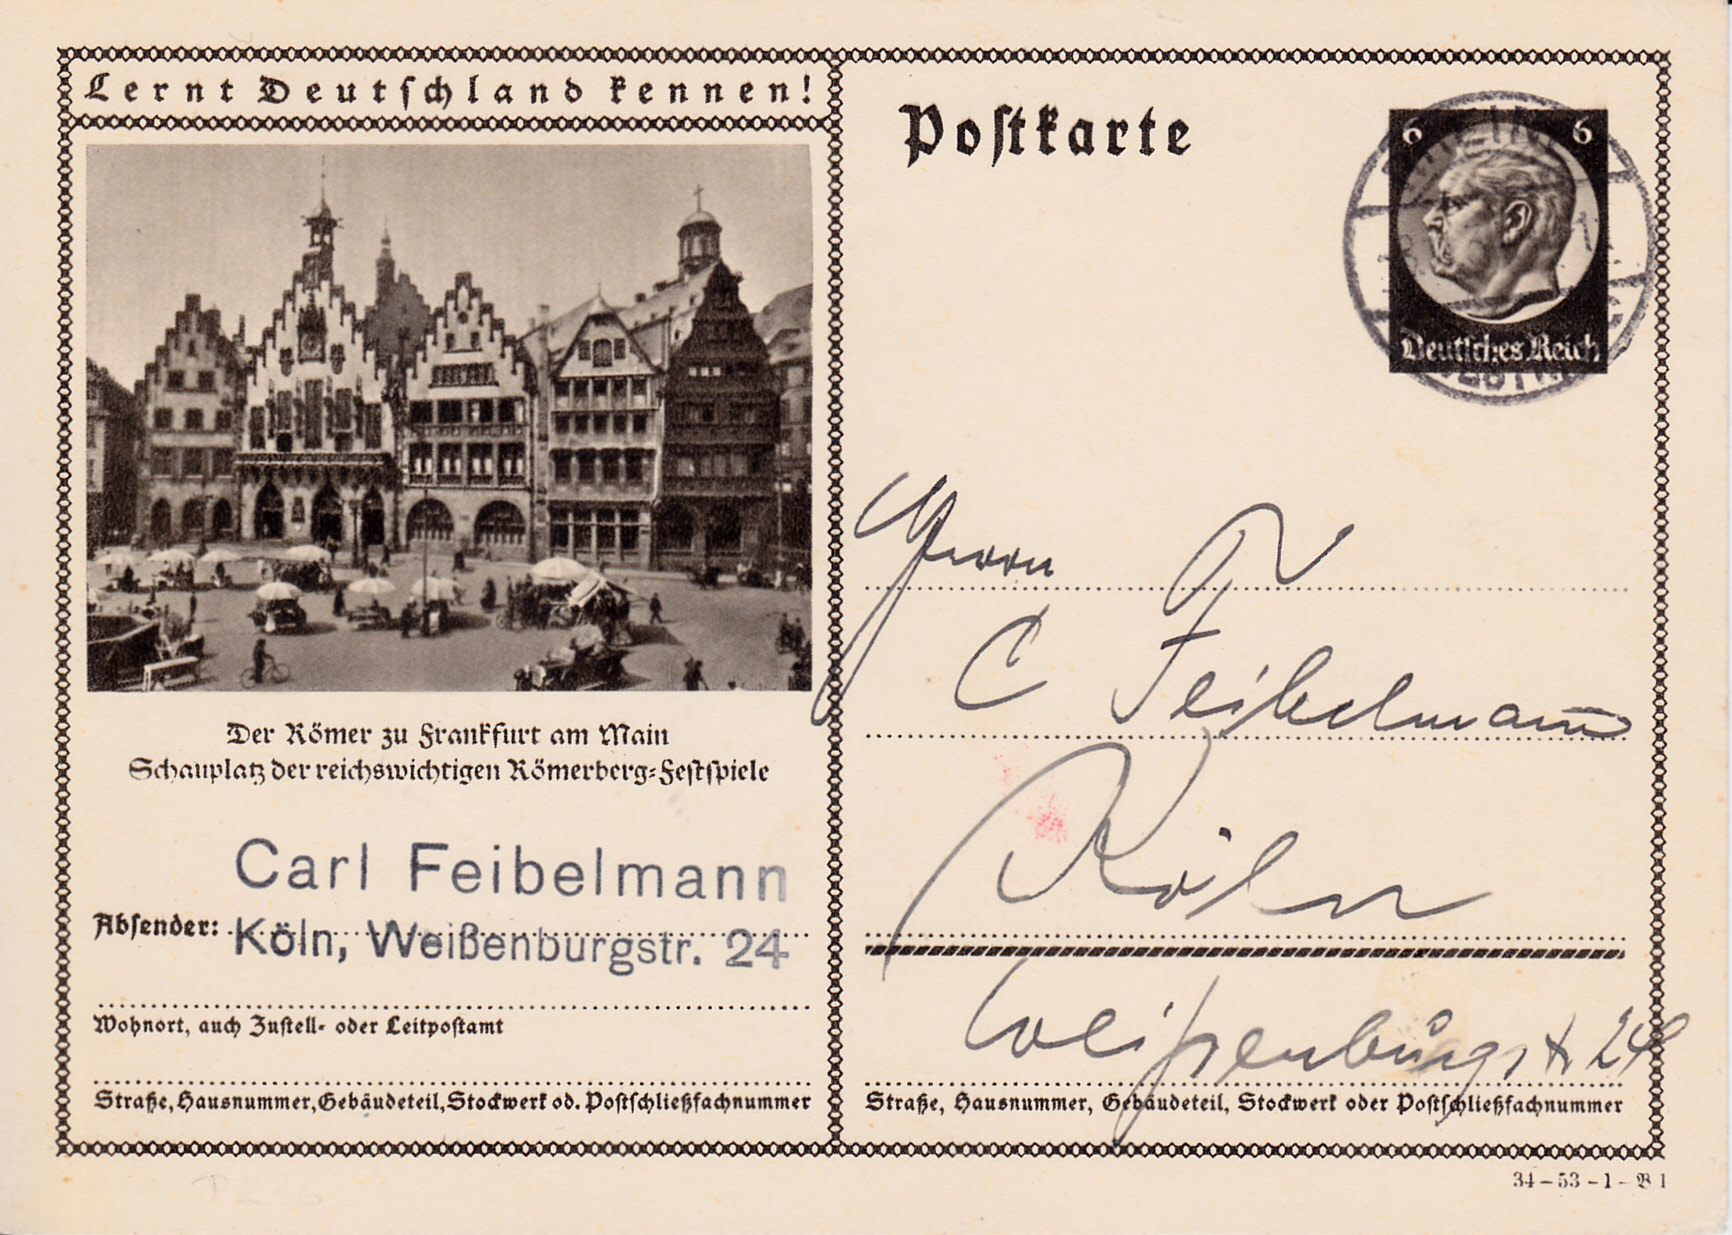 Lernt Deutschland kennen!
Der Römer zu Frankfurt am Main
Schauplatz der reichswichtigen Römerberg-Festspiele
Carl Feibelmann
Absender: Köln, Weißenburgstr. 24
Wohnort, auch Zustell- oder Leitpostamt
Straße, Hausnummer, Gebäudeteil, Stockwerk od. Postschließfachnummer
Postkarte
6 6
Deutsches Reich
Herrn
C Feibelmann
Köln
Weißenburgstr 24
Straße, Hausnummer, Gebäudeteil, Stockwerk oder Postschließfachnummer
34-53-1-B1